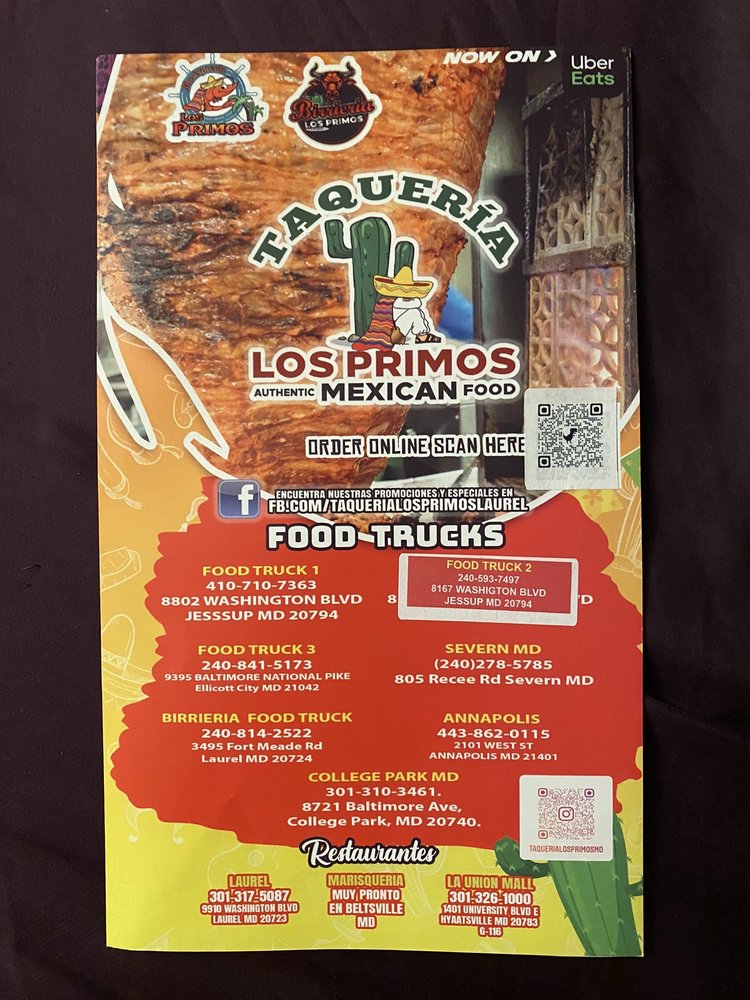 NOW ON >
Uber
Eats
LOS
PRIMOS
Birrieria
LOS PRIMOS
TAQUERÍA
LOS PRIMOS
AUTHENTIC MEXICAN FOOD
ORDER ONLINE SCAN HERE
ENCUENTRA NUESTRAS PROMOCIONES Y ESPECIALES EN
FB.COM/TAQUERIALOSPRIMOSLAUREL
FOOD TRUCKS
FOOD TRUCK 1
410-710-7363
8802 WASHINGTON BLVD
JESSSUP MD 20794
FOOD TRUCK 2
240-593-7497
8167 WASHIGTON BLVD
JESSUP MD 20794
FOOD TRUCK 3
240-841-5173
9395 BALTIMORE NATIONAL PIKE
Ellicott City MD 21042
SEVERN MD
(240)278-5785
805 Recee Rd Severn MD
BIRRIERIA FOOD TRUCK
240-814-2522
3495 Fort Meade Rd
Laurel MD 20724
ANNAPOLIS
443-862-0115
2101 WEST ST
ANNAPOLIS MD 21401
COLLEGE PARK MD
301-310-3461.
8721 Baltimore Ave,
College Park, MD 20740.
TAQUERIALOSPRIMOSMD
Restaurantes
LAUREL
301-317-5087
9910 WASHINGTON BLVD
LAUREL MD 20723
MARISQUERIA
MUY PRONTO
EN BELTSVILLE
MD
LA UNION MALL
301-326-1000
1401 UNIVERSITY BLVD E
HYAATSVILLE MD 20783
G-116